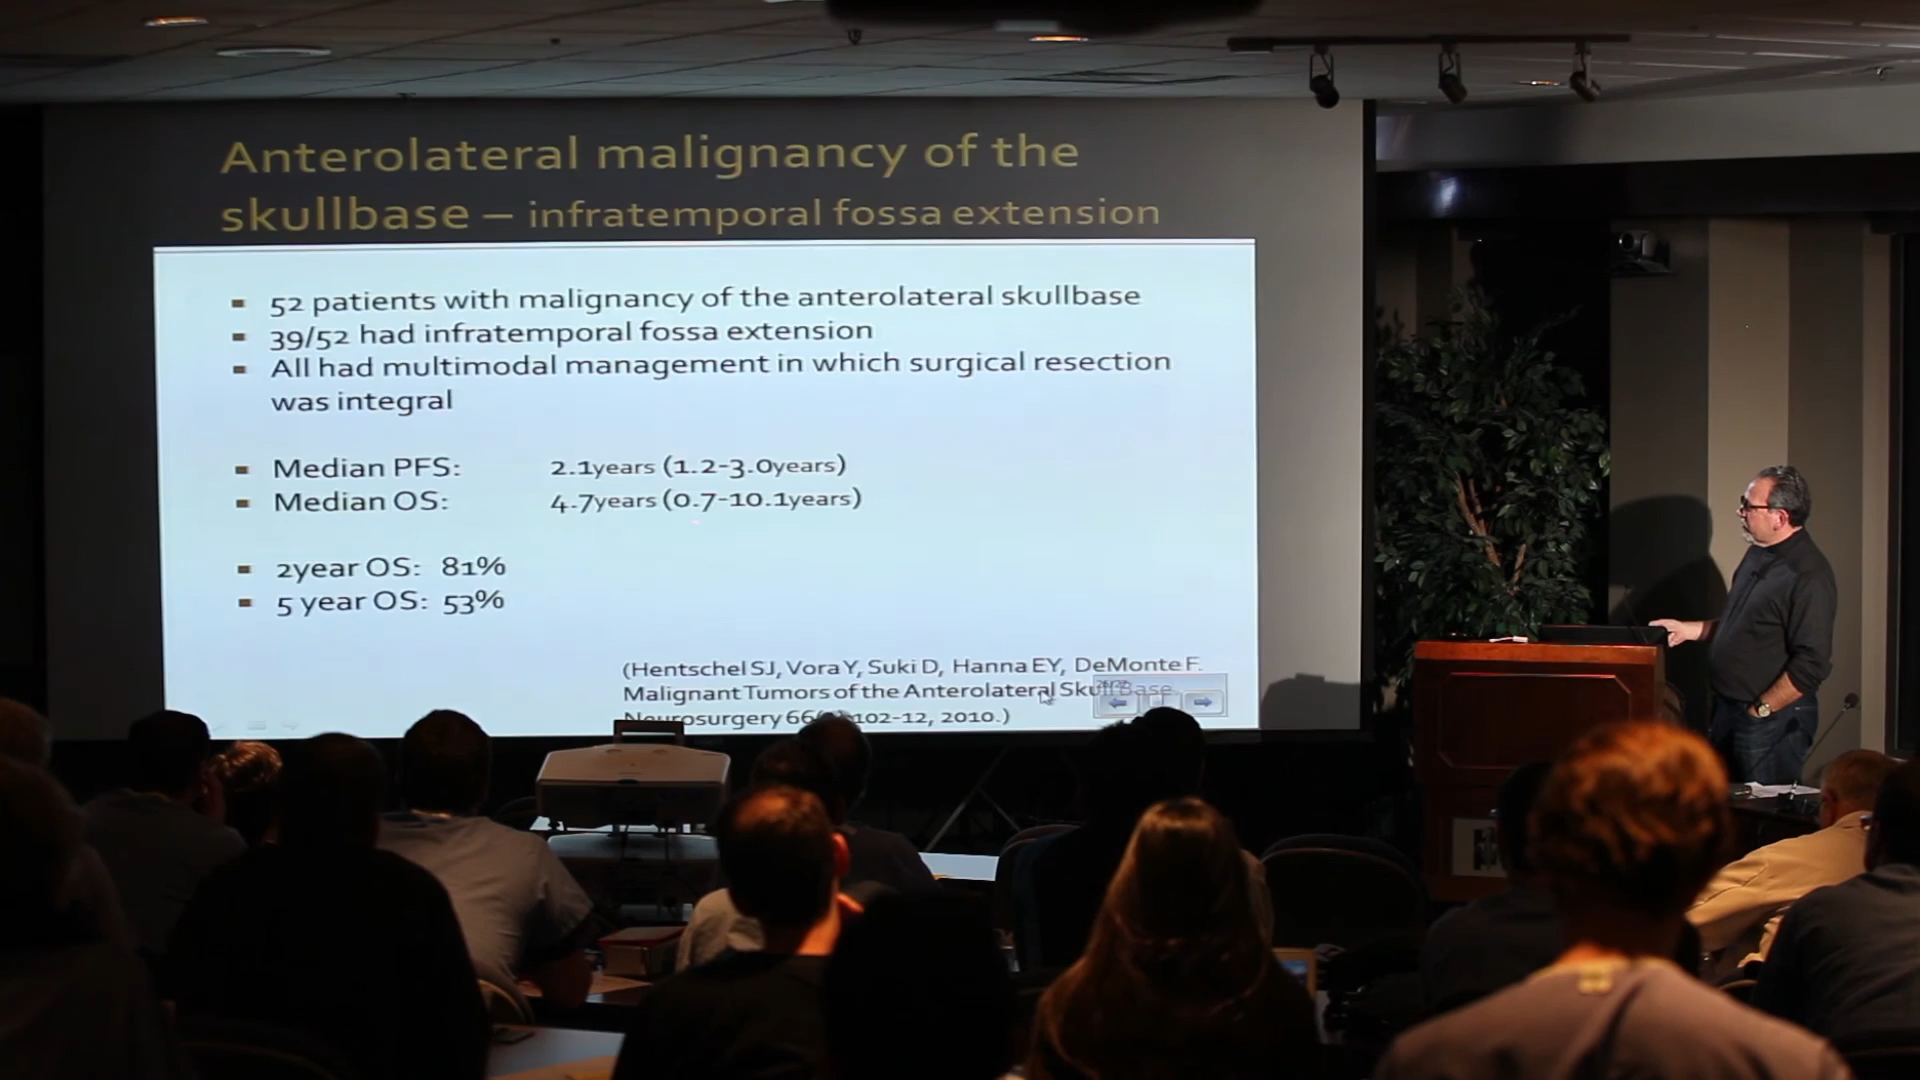 Anterolateral malignancy of the
skullbase – infratemporal fossa extension
52 patients with malignancy of the anterolateral skullbase
39/52 had infratemporal fossa extension
All had multimodal management in which surgical resection
was integral
Median PFS: 2.1years (1.2-3.0years)
Median OS: 4.7years (0.7-10.1years)
2year OS: 81%
5 year OS: 53%
(Hentschel SJ, Vora Y, Suki D, Hanna EY, DeMonte F.
Malignant Tumors of the Anterolateral Skull Base
Neurosurgery 66 102-12, 2010.)